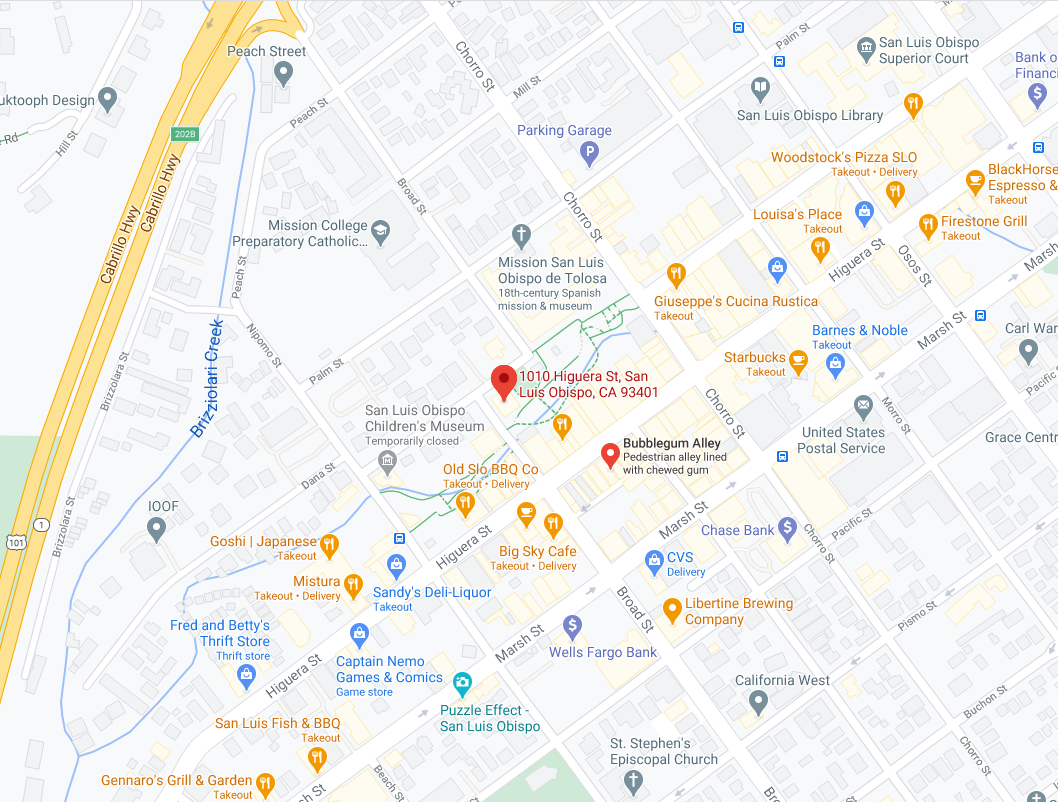 Peach Street
Chorro St
Mill St
Palm St
San Luis Obispo
Superior Court
Bank o
Financi
uktooph Design
Rd
Hill St
202B
Cabrillo Hwy
Cabrillo Hwy
Peach St
Parking Garage
San Luis Obispo Library
Woodstock's Pizza SLO
Takeout • Delivery
BlackHorse
Espresso &
Takeout
Broad St
Chorro St
Louisa's Place
Takeout
Firestone Grill
Takeout
Mission College
Preparatory Catholic...
Mission San Luis
Obispo de Tolosa
18th-century Spanish
mission & museum
Higuera St
Osos St
Marsh
Peach St
Giuseppe's Cucina Rustica
Takeout
Barnes & Noble
Takeout
Marsh St
Carl War
Nipomo St
Brizziolari Creek
Brizzolara St
Palm St
Starbucks
Takeout
1010 Higuera St, San
Luis Obispo, CA 93401
Pacific
Chorro St
Morro St
San Luis Obispo
Children's Museum
Temporarily closed
Bubblegum Alley
Pedestrian alley lined
with chewed gum
United States
Postal Service
Grace Centr
Dana St
Old Slo BBQ Co
Takeout • Delivery
IOOF
Brizzolara St
1
101
Marsh St
Chase Bank
Pacific St
Chorro St
Goshi | Japanese
Takeout
Higuera St
Big Sky Cafe
Takeout • Delivery
CVS
Delivery
Mistura
Takeout • Delivery
Sandy's Deli-Liquor
Takeout
Broad St
Libertine Brewing
Company
Pismo St
Fred and Betty's
Thrift Store
Thrift store
Marsh St
Wells Fargo Bank
Captain Nemo
Games & Comics
Game store
Higuera St
California West
Buchon St
Puzzle Effect -
San Luis Obispo
San Luis Fish & BBQ
Takeout
St. Stephen's
Episcopal Church
Chorro St
Gennaro's Grill & Garden
Takeout
Beach St
Broad St
sh St